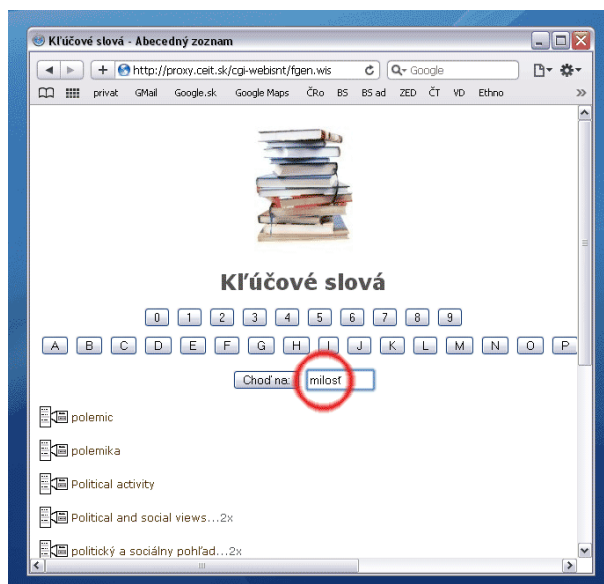 Kľúčové slová - Abecedný zoznam
http://proxy.ceit.sk/cgi-webisnt/fgen.wis
Google
privat GMail Google.sk Google Maps ČRo BS BS ad ZED ČT VD Ethno
Kľúčové slová
0 1 2 3 4 5 6 7 8 9
A B C D E F G H I J K L M N O P
Choď na: milosť
polemic
polemika
Political activity
Political and social views...2x
politický a sociálny pohľad...2x